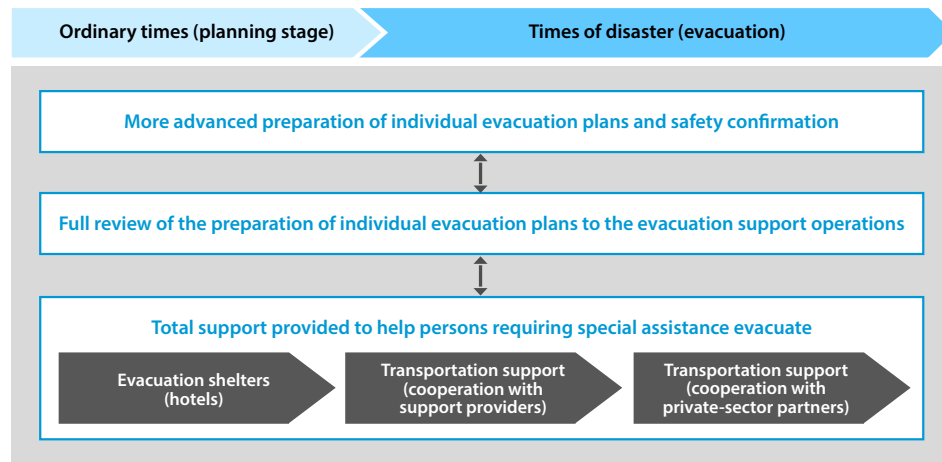 Ordinary times (planning stage)
Times of disaster (evacuation)
More advanced preparation of individual evacuation plans and safety confirmation
Full review of the preparation of individual evacuation plans to the evacuation support operations
Total support provided to help persons requiring special assistance evacuate
Evacuation shelters
(hotels)
Transportation support
(cooperation with
support providers)
Transportation support
(cooperation with
private-sector partners)